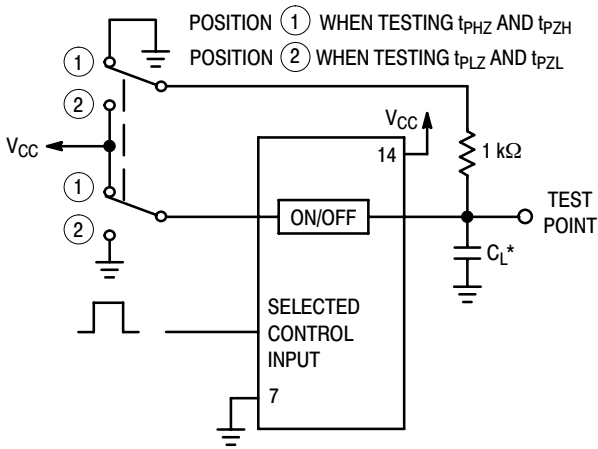 POSITION 1 WHEN TESTING tPHZ AND tPZH
POSITION 2 WHEN TESTING tPLZ AND tPZL
1
2
VCC
1
2
VCC
14
1 kΩ
ON/OFF
TEST
POINT
CL*
SELECTED
CONTROL
INPUT
7